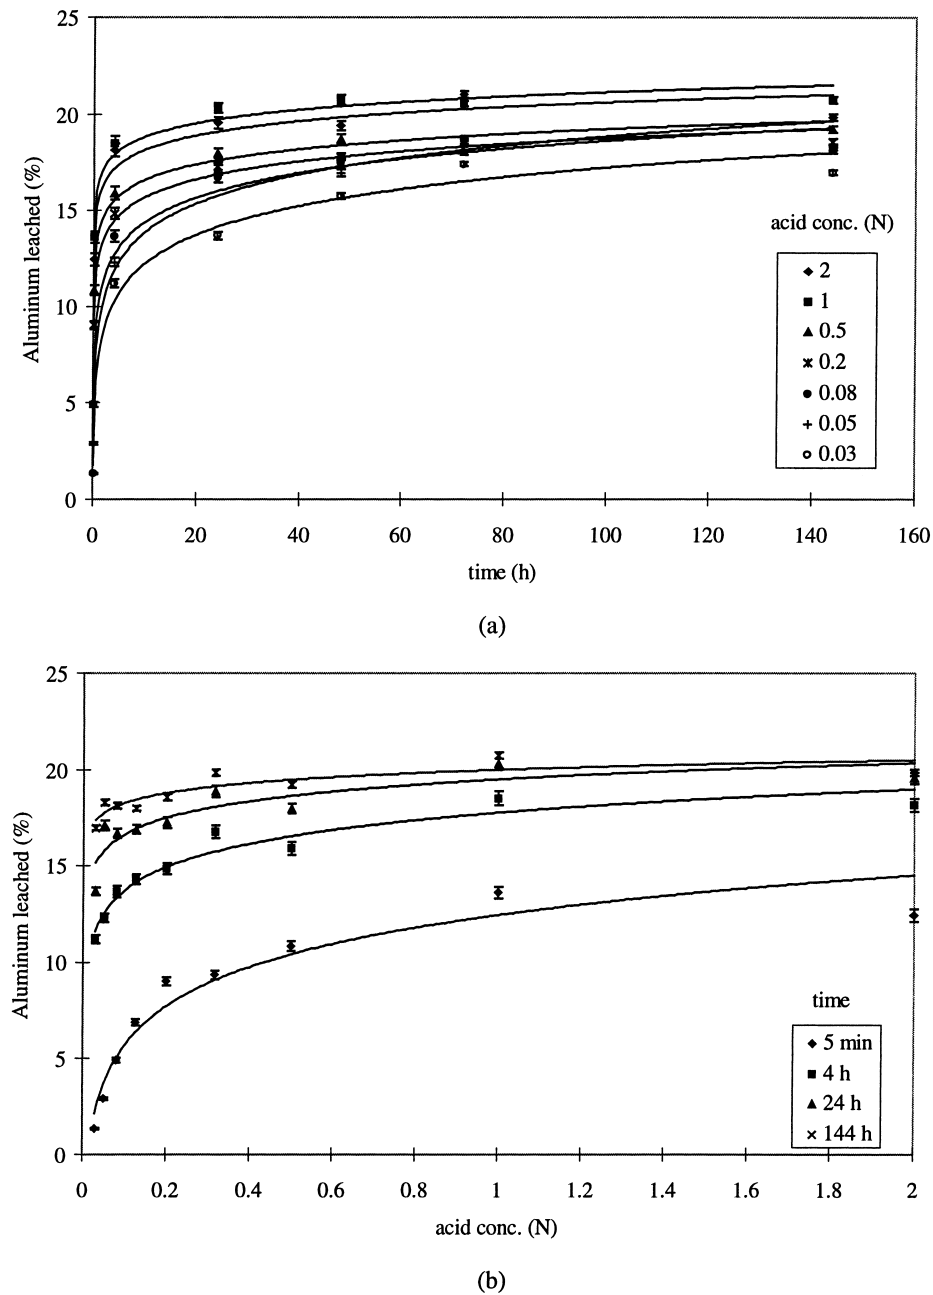 25
20
15
10
5
0
Aluminum leached (%)
acid conc. (N)
2
1
0.5
0.2
0.08
0.05
0.03
0 20 40 60 80 100 120 140 160
time (h)
(a)
25
20
15
10
5
0
Aluminum leached (%)
time
5 min
4 h
24 h
144 h
0 0.2 0.4 0.6 0.8 1 1.2 1.4 1.6 1.8 2
acid conc. (N)
(b)